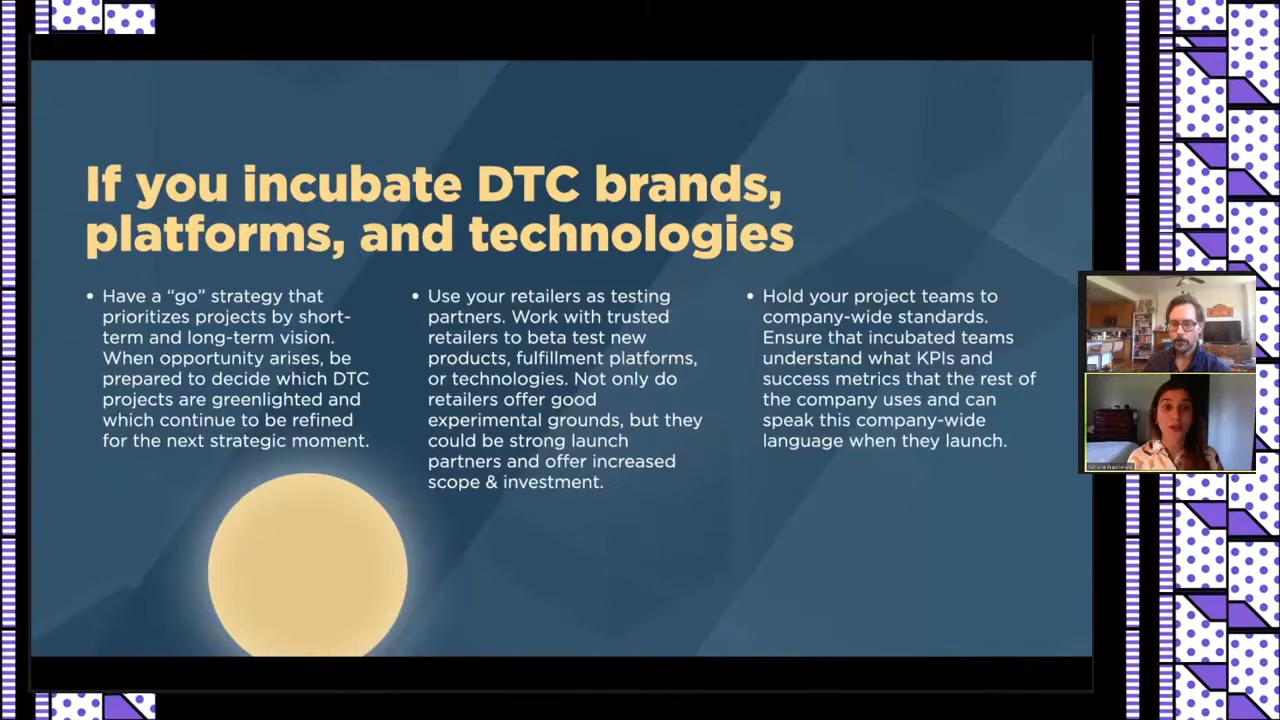 If you incubate DTC brands,
platforms, and technologies
• Have a “go” strategy that
prioritizes projects by short-
term and long-term vision.
When opportunity arises, be
prepared to decide which DTC
projects are greenlighted and
which continue to be refined
for the next strategic moment.
• Use your retailers as testing
partners. Work with trusted
retailers to beta test new
products, fulfillment platforms,
or technologies. Not only do
retailers offer good
experimental grounds, but they
could be strong launch
partners and offer increased
scope & investment.
• Hold your project teams to
company-wide standards.
Ensure that incubated teams
understand what KPIs and
success metrics that the rest of
the company uses and can
speak this company-wide
language when they launch.